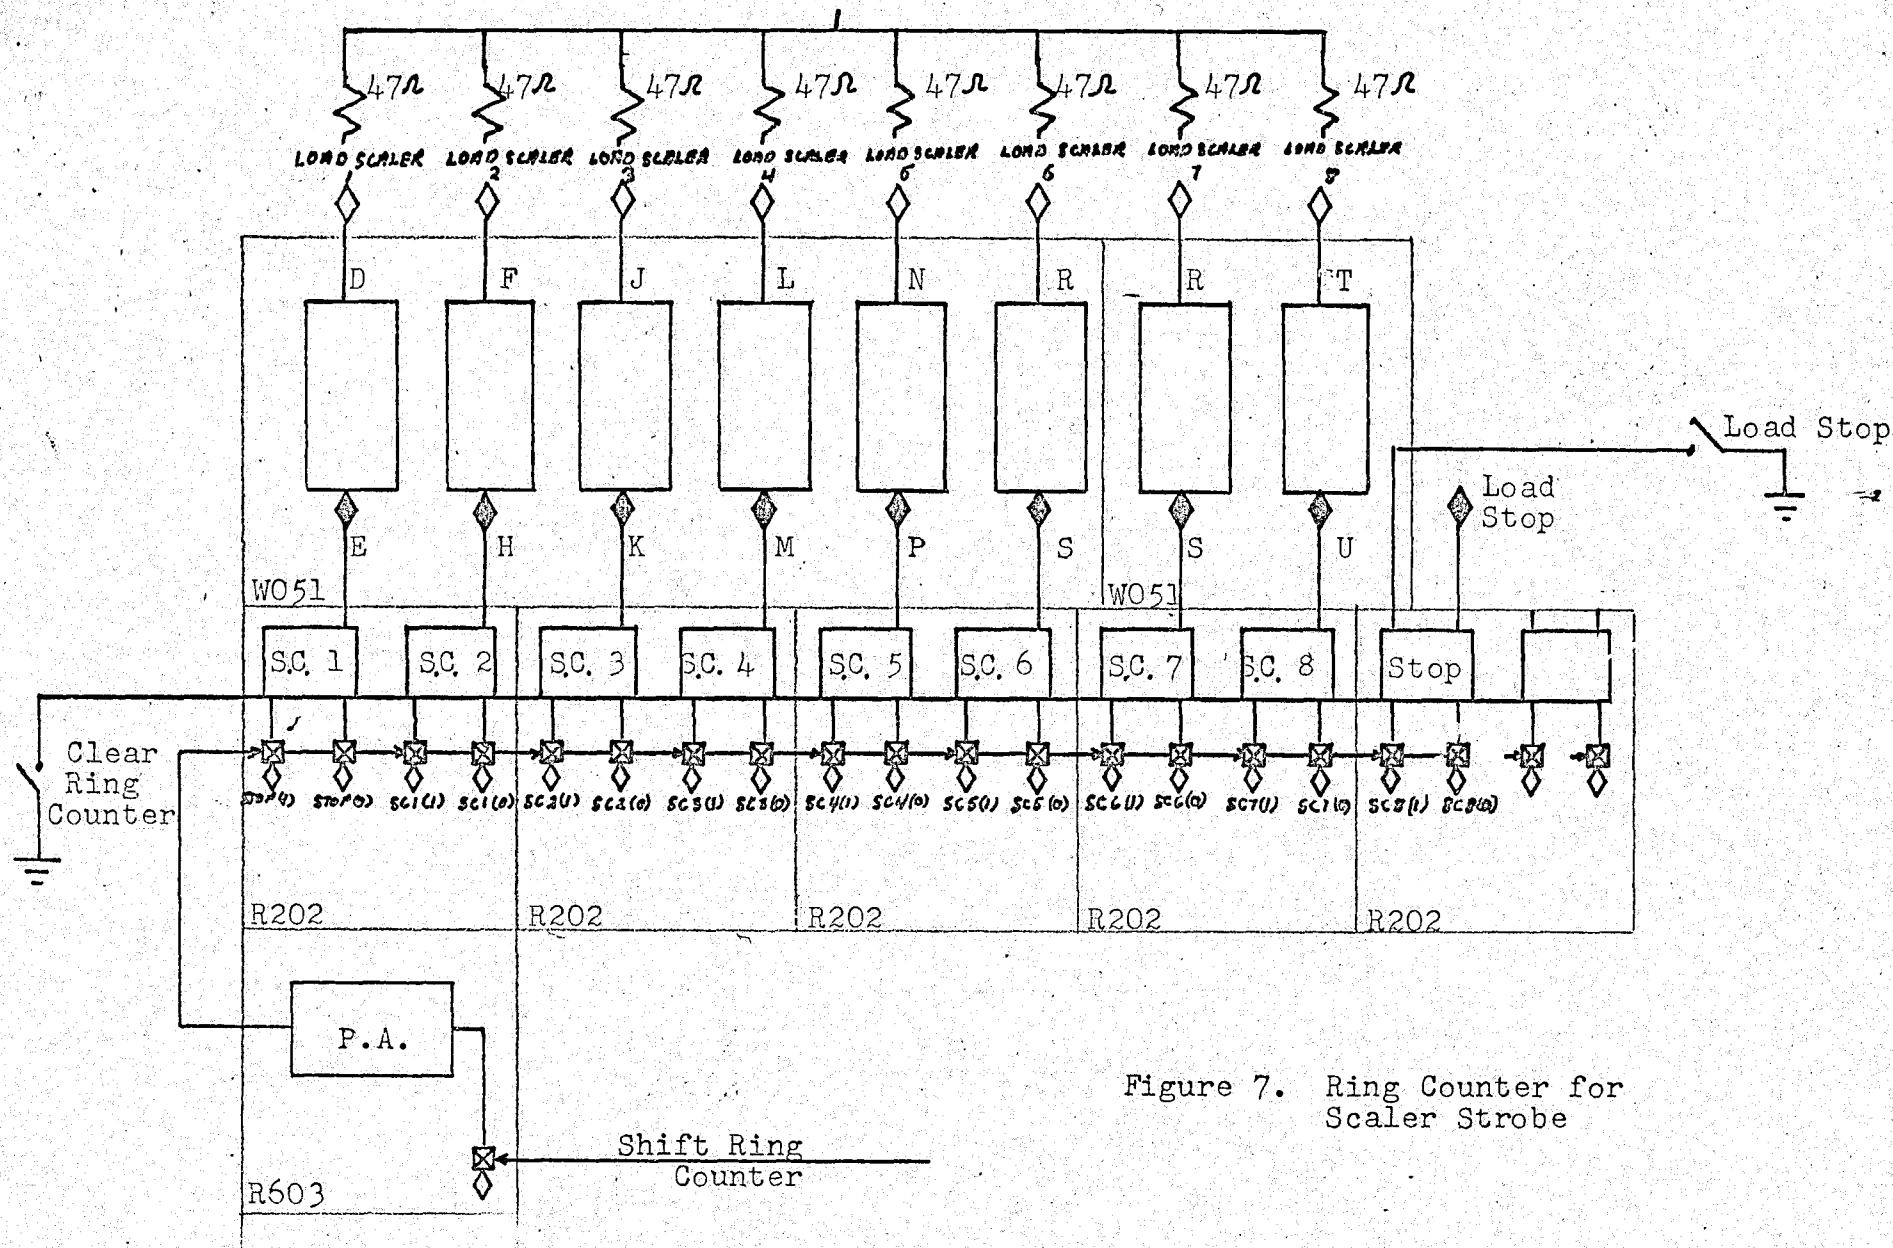 47Ω 47Ω 47Ω 47Ω 47Ω 47Ω 47Ω 47Ω
LOAD SCALER LOAD SCALER LOAD SCALER LOAD SCALER LOAD SCALER LOAD SCALER LOAD SCALER LOAD SCALER
1 2 3 4 5 6 7 8
D F J L N R R T
Load Stop
Load
Stop
E H K M P S S U
W051 W051
S.C. 1 S.C. 2 S.C. 3 S.C. 4 S.C. 5 S.C. 6 S.C. 7 S.C. 8 Stop
Clear
Ring
Counter
STOP(1) STOP(0) SC1(1) SC1(0) SC2(1) SC2(0) SC3(1) SC3(0) SC4(1) SC4(0) SC5(1) SC5(0) SC6(1) SC6(0) SC7(1) SC7(0) SC8(1) SC8(0)
R202 R202 R202 R202 R202
P.A.
Figure 7. Ring Counter for
Scaler Strobe
Shift Ring
Counter
R603